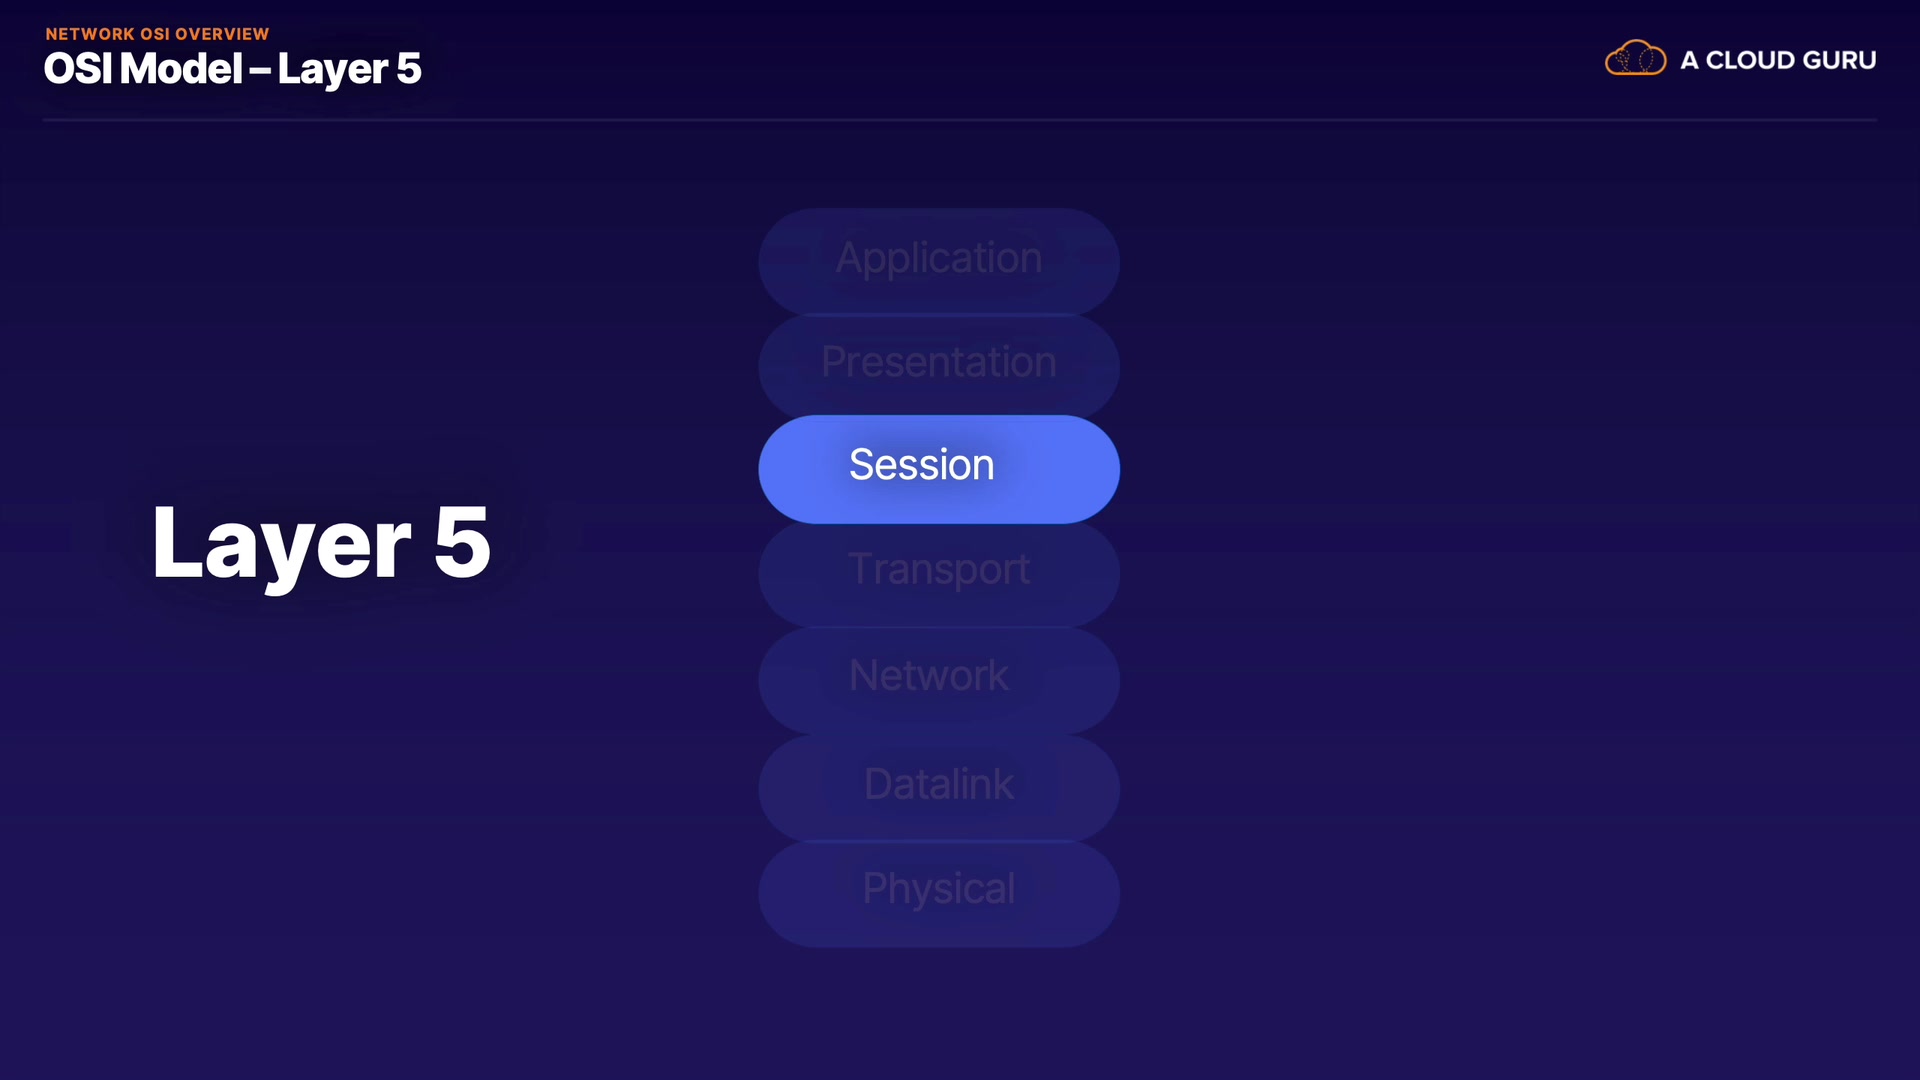 NETWORK OSI OVERVIEW
OSI Model – Layer 5
A CLOUD GURU
Application
Presentation
Session
Layer 5
Transport
Network
Datalink
Physical